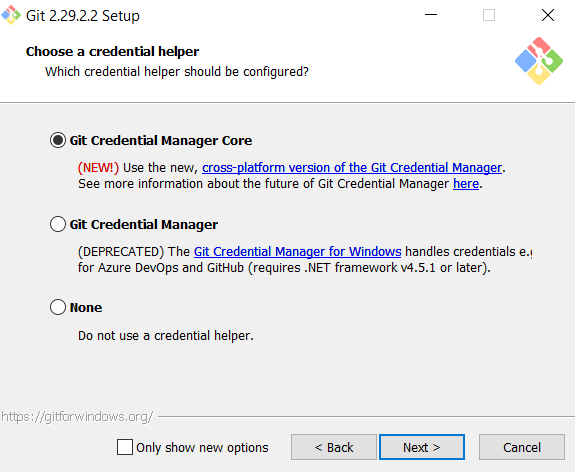 Git 2.29.2.2 Setup
Choose a credential helper
Which credential helper should be configured?
Git Credential Manager Core
(NEW!) Use the new, cross-platform version of the Git Credential Manager.
See more information about the future of Git Credential Manager here.
Git Credential Manager
(DEPRECATED) The Git Credential Manager for Windows handles credentials e.g
for Azure DevOps and GitHub (requires .NET framework v4.5.1 or later).
None
Do not use a credential helper.
https://gitforwindows.org/
Only show new options
< Back
Next >
Cancel